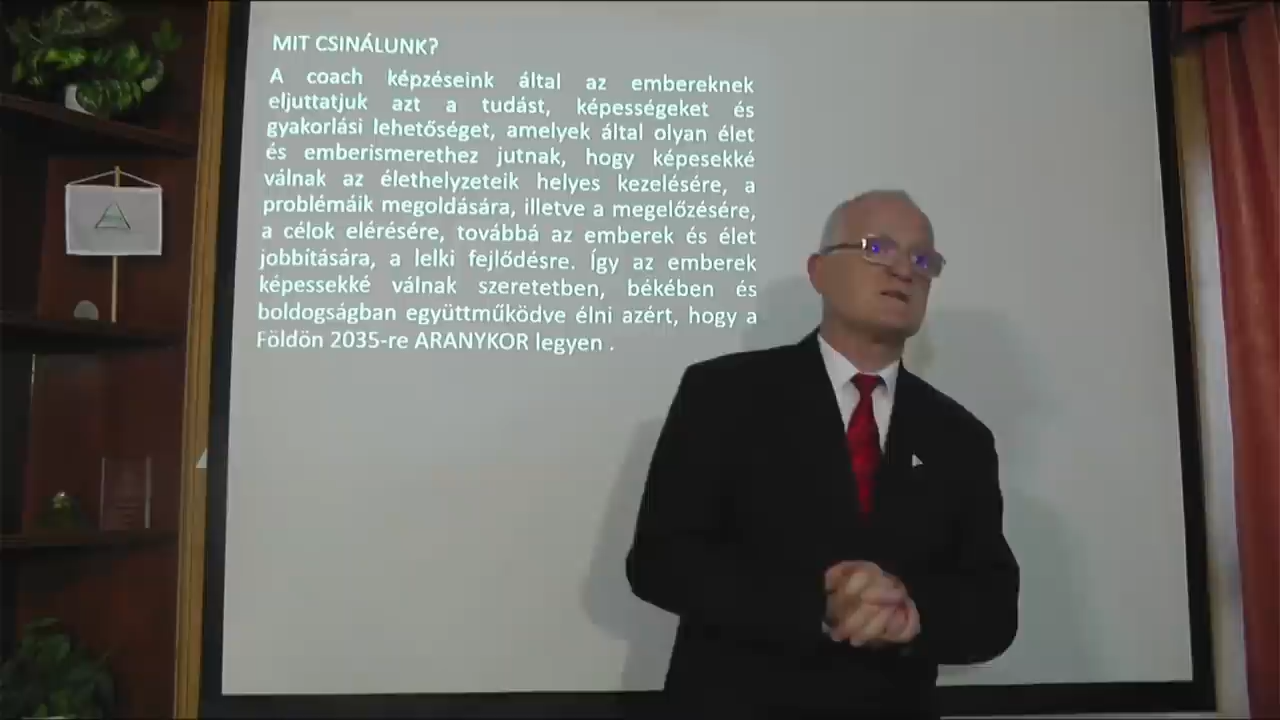 MIT CSINÁLUNK?
A coach képzéseink által az embereknek
eljuttatjuk azt a tudást, képességeket és
gyakorlási lehetőséget, amelyek által olyan élet
és emberismerethez jutnak, hogy képesekké
válnak az élethelyzeteik helyes kezelésére, a
problémáik megoldására, illetve a megelőzésére,
a célok elérésére, továbbá az emberek és élet
jobbítására, a lelki fejlődésre. Így az emberek
képessekké válnak szeretetben, békében és
boldogságban együttműködve élni azért, hogy a
Földön 2035-re ARANYKOR legyen .